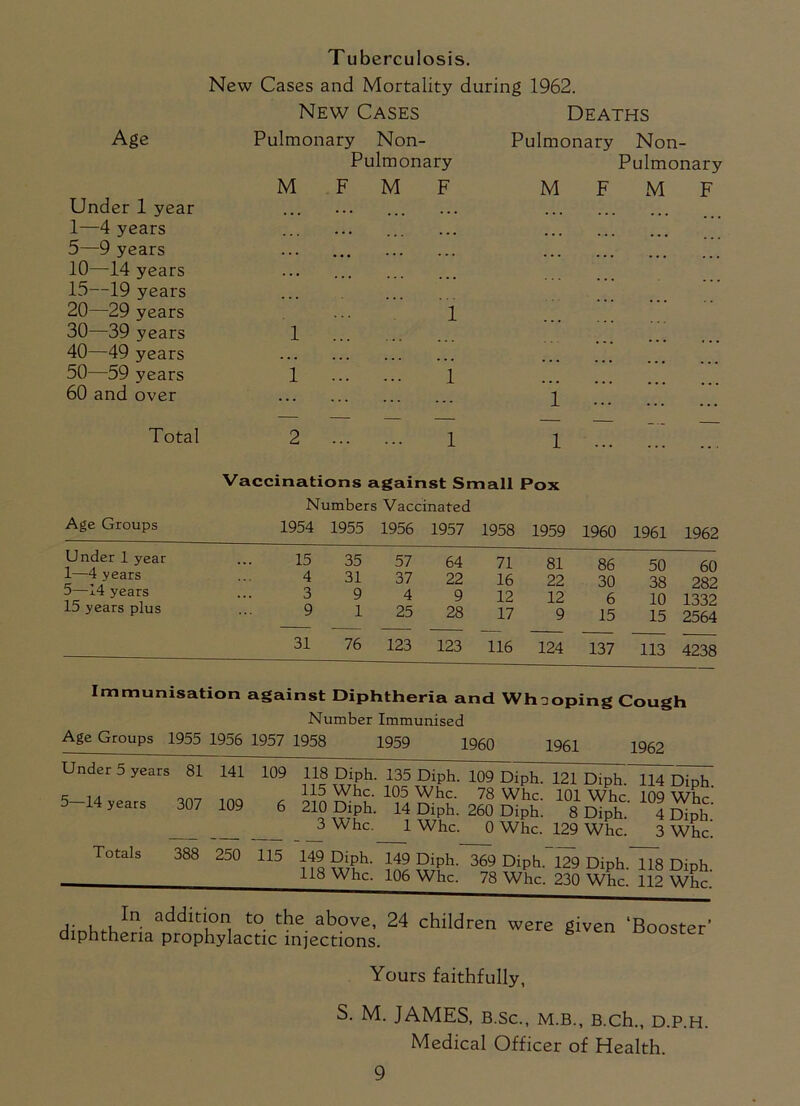 Tuberculosis.
New Cases and Mortality during 1962.
NEW CASES DEATHS
Age Pulmonary Non- Pulmonary Non-
Pulmonary Pulmonary
M F M F M F M F
Under 1 year ... ... ... ... ... ... ... ...
1—4 years ... ... ... ... ... ... ... ...
5—9 years ... ... ... ... ... ... ... ...
10—14 years ... ... ... ... ... ... ...
15—19 years ... ... ... ... ... ...
20—29 years ... 1 ... ... ...
30—39 years 1 ... ... ... ... ... ...
40—49 years ... ... ... ... ... ... ... ...
50—59 years 1 ... ... 1 ... ... ... ...
60 and over ... ... ... ... 1 ... ... ...
Total 2 ... ... 1 1 ... ... ...
Vaccinations against Small Pox
Numbers Vaccinated
Age Groups 1954 1955 1956 1957 1958 1959 1960 1961 1962
Under 1 year ... 15 35 57 64 71 81 86 50 60
1—4 years ... 4 31 37 22 16 22 30 38 282
5—14 years ... 3 9 4 9 12 12 6 10 1332
15 years plus ... 9 1 25 28 17 9 15 15 2564
31 76 123 123 116 124 137 113 4238
Immunisation against Diphtheria and Whooping Cough
Number Immunised
Age Groups 1955 1956 1957 1958 1959 1960 1961 1962
Under 5 years 81 141 109 118 Diph. 135 Diph. 109 Diph. 121 Diph. 114 Diph.
115 Whc. 105 Whc. 78 Whc. 101 Whc. 109 Whc.
5—14 years 307 109 6 210 Diph. 14 Diph. 260 Diph. 8 Diph. 4 Diph.
3 Whc. 1 Whc. 0 Whc. 129 Whc. 3 Whc.
Totals 388 250 115 149 Diph. 149 Diph. 369 Diph. 129 Diph. 118 Diph.
118 Whc. 106 Whc. 78 Whc. 230 Whc. 112 Whc.
In addition to the above, 24 children were given 'Booster'
diphtheria prophylactic injections.
Yours faithfully,
S. M. JAMES, B.Sc., M.B., B.Ch., D.P.H.
Medical Officer of Health.
9